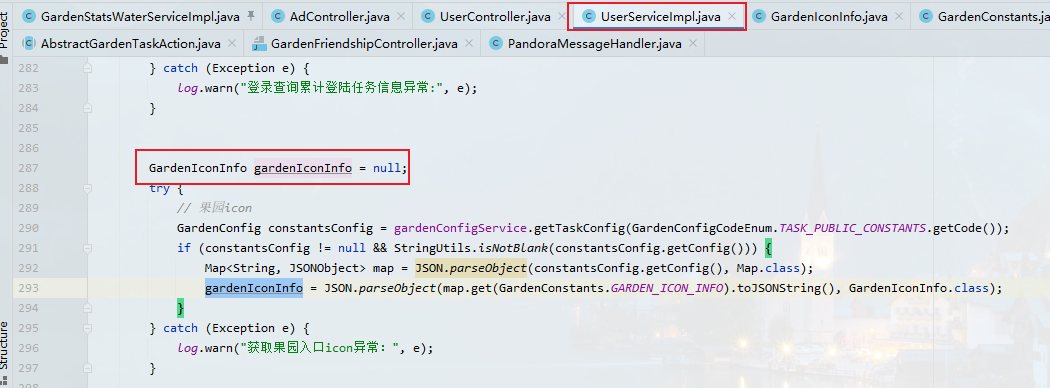 GardenStatsWaterServiceImpl.java AdController.java UserController.java UserServiceImpl.java GardenIconInfo.java GardenConstants.j
AbstractGardenTaskAction.java GardenFriendshipController.java PandoraMessageHandler.java
Project
282 } catch (Exception e) {
283 log.warn("登录查询累计登陆任务信息异常:", e);
284 }
285
286
287 GardenIconInfo gardenIconInfo = null;
288 try {
289 // 果园icon
290 GardenConfig constantsConfig = gardenConfigService.getTaskConfig(GardenConfigCodeEnum.TASK_PUBLIC_CONSTANTS.getCode());
291 if (constantsConfig != null && StringUtils.isNotBlank(constantsConfig.getConfig())) {
292 Map<String, JSONObject> map = JSON.parseObject(constantsConfig.getConfig(), Map.class);
293 gardenIconInfo = JSON.parseObject(map.get(GardenConstants.GARDEN_ICON_INFO).toJSONString(), GardenIconInfo.class);
294 }
295 } catch (Exception e) {
296 log.warn("获取果园入口icon异常: ", e);
297 }
Structure